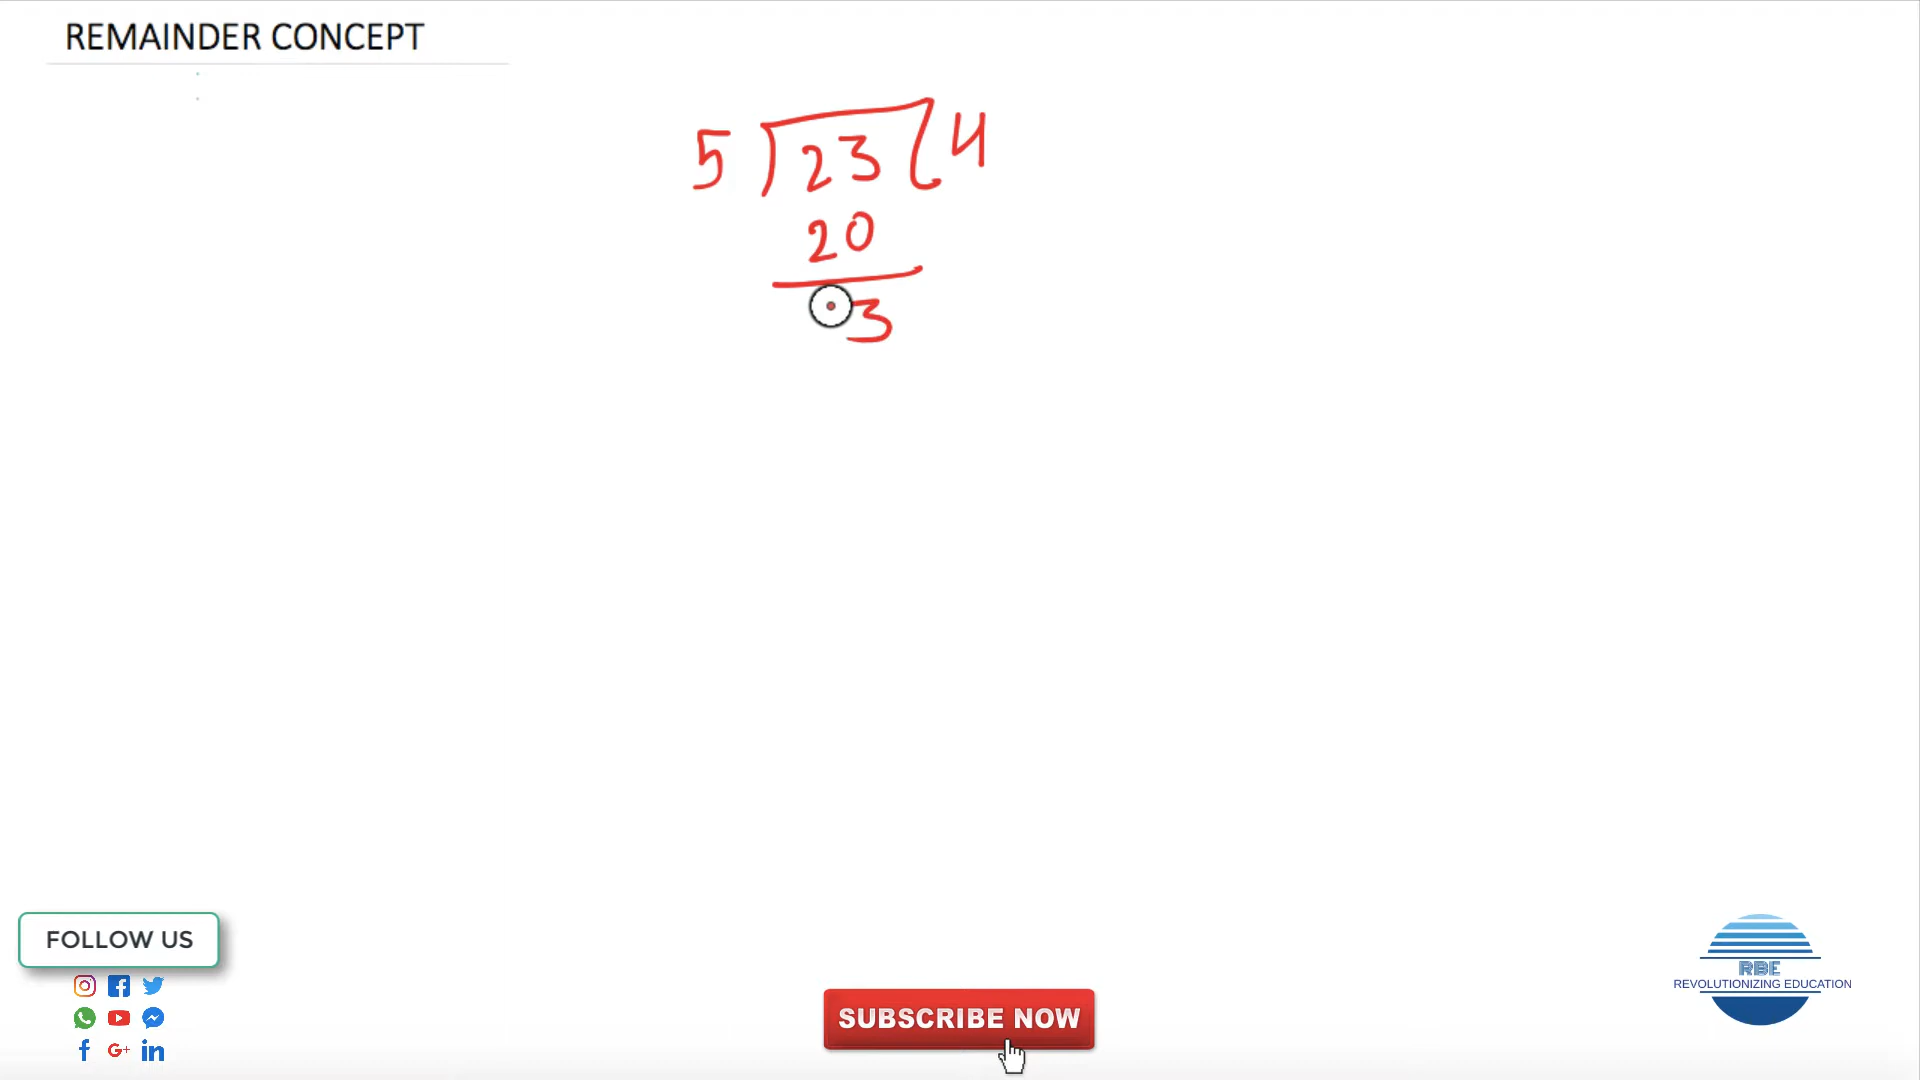 REMAINDER CONCEPT
5 ) 23 ( 4
20
3
FOLLOW US
SUBSCRIBE NOW
RBE
REVOLUTIONIZING EDUCATION